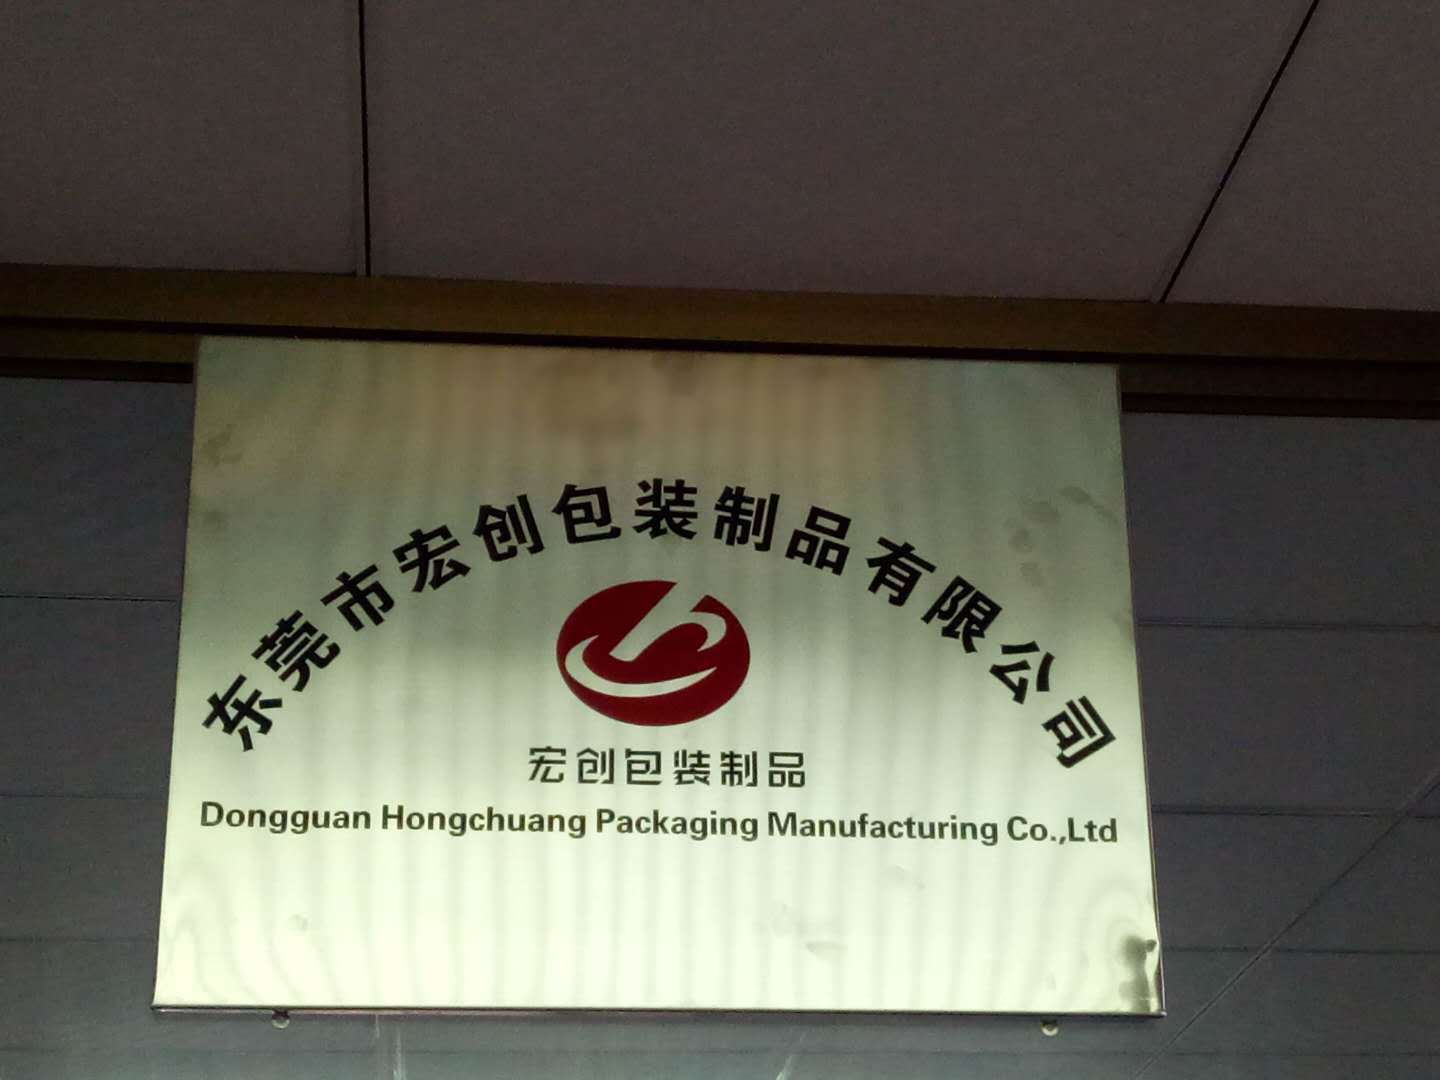 东莞市宏创包装制品有限公司
宏创包装制品
Dongguan Hongchuang Packaging Manufacturing Co.,Ltd